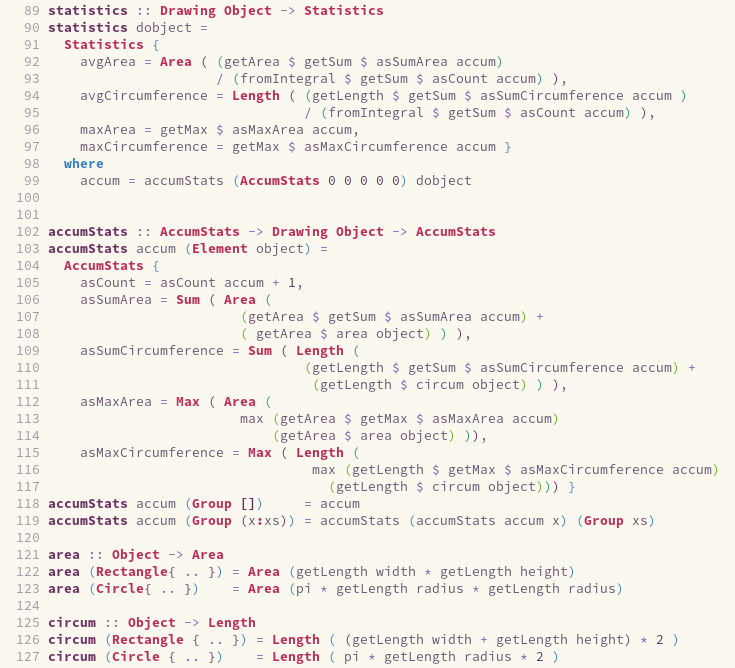 89 statistics :: Drawing Object -> Statistics
90 statistics dobject =
91   Statistics {
92     avgArea = Area ( (getArea $ getSum $ asSumArea accum)
93                      / (fromIntegral $ getSum $ asCount accum) ),
94     avgCircumference = Length ( (getLength $ getSum $ asSumCircumference accum )
95                                 / (fromIntegral $ getSum $ asCount accum) ),
96     maxArea = getMax $ asMaxArea accum,
97     maxCircumference = getMax $ asMaxCircumference accum }
98   where
99     accum = accumStats (AccumStats 0 0 0 0 0) dobject
100
101
102 accumStats :: AccumStats -> Drawing Object -> AccumStats
103 accumStats accum (Element object) =
104   AccumStats {
105     asCount = asCount accum + 1,
106     asSumArea = Sum ( Area (
107                         (getArea $ getSum $ asSumArea accum) +
108                         ( getArea $ area object) ) ),
109     asSumCircumference = Sum ( Length (
110                                 (getLength $ getSum $ asSumCircumference accum) +
111                                  (getLength $ circum object) ) ),
112     asMaxArea = Max ( Area (
113                         max (getArea $ getMax $ asMaxArea accum)
114                             (getArea $ area object) )),
115     asMaxCircumference = Max ( Length (
116                                  max (getLength $ getMax $ asMaxCircumference accum)
117                                    (getLength $ circum object))) }
118 accumStats accum (Group [])     = accum
119 accumStats accum (Group (x:xs)) = accumStats (accumStats accum x) (Group xs)
120
121 area :: Object -> Area
122 area (Rectangle{ .. }) = Area (getLength width * getLength height)
123 area (Circle{ .. })    = Area (pi * getLength radius * getLength radius)
124
125 circum :: Object -> Length
126 circum (Rectangle { .. }) = Length ( (getLength width + getLength height) * 2 )
127 circum (Circle { .. })    = Length ( pi * getLength radius * 2 )